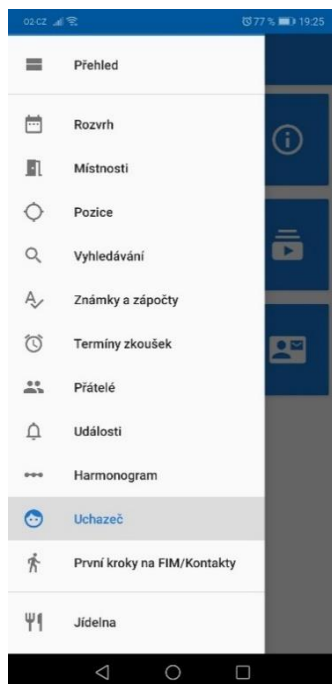 02-CZ 77 % 19:25
Přehled
Rozvrh
Místnosti
Pozice
Vyhledávání
Známky a zápočty
Termíny zkoušek
Přátelé
Události
Harmonogram
Uchazeč
První kroky na FIM/Kontakty
Jídelna